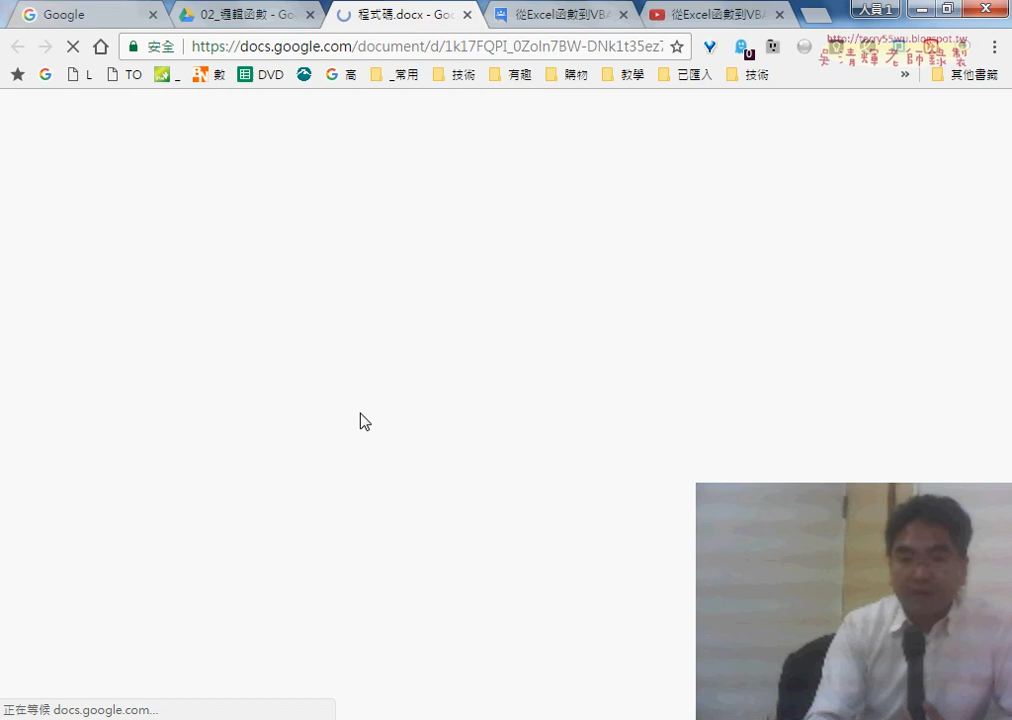 Google
02_邏輯函數 - Goo
程式碼.docx - Goo
從Excel函數到VBA
從Excel函數到VBA
人員 1
安全
https://docs.google.com/document/d/1k17FQPI_0Zoln7BW-DNk1t35ez
0
http://terry55wu.blogspot.tw
吳清輝老師錄製
L
TO
_
數
DVD
高
_常用
技術
有趣
購物
教學
已匯入
技術
»
其他書籤
正在等候 docs.google.com...